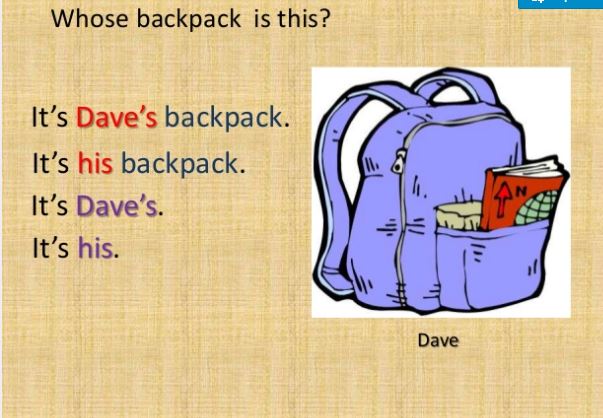 Whose backpack is this?
It's Dave's backpack.
It's his backpack.
It's Dave's.
It's his.
N
Dave